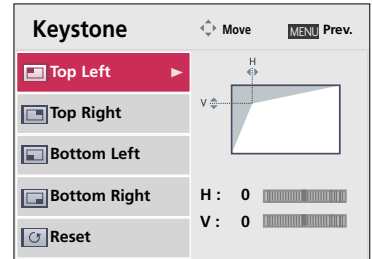 Keystone Move MENU Prev.
Top Left
Top Right
Bottom Left
Bottom Right
Reset
H
V
H : 0
V : 0